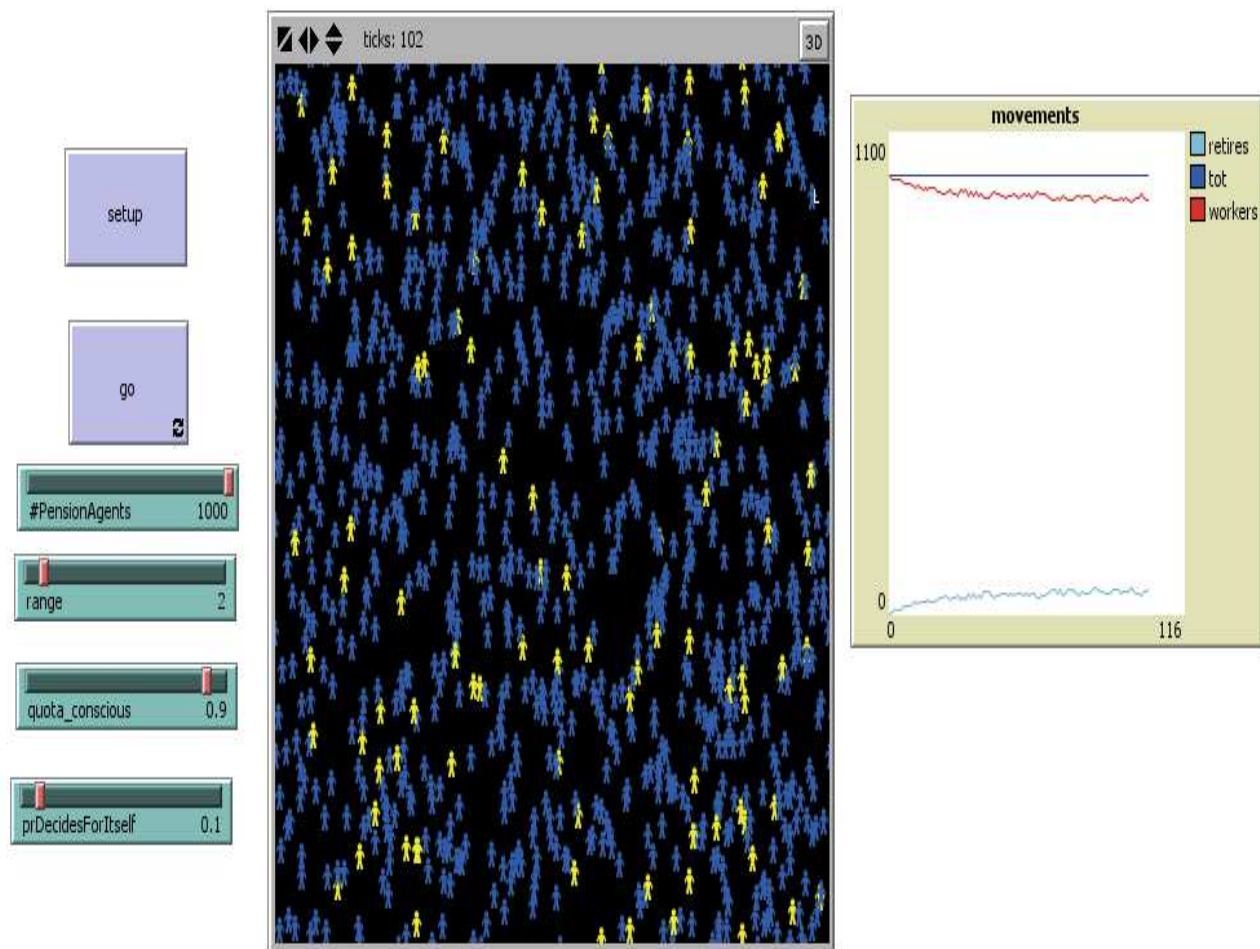 ticks: 102
3D
setup
go
#PensionAgents 1000
range 2
quota_conscious 0.9
prDecidesForItself 0.1
L
movements
1100
0
0 116
retires
tot
workers